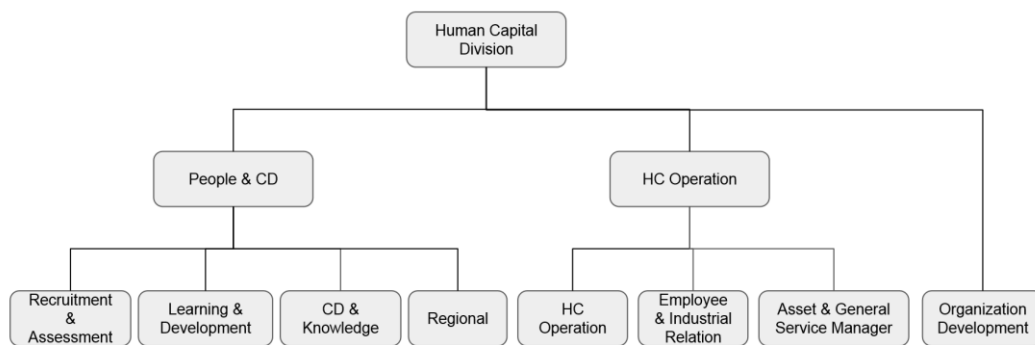 Human Capital
Division
People & CD
HC Operation
Recruitment
&
Assessment
Learning &
Development
CD &
Knowledge
Regional
HC
Operation
Employee
& Industrial
Relation
Asset & General
Service Manager
Organization
Development